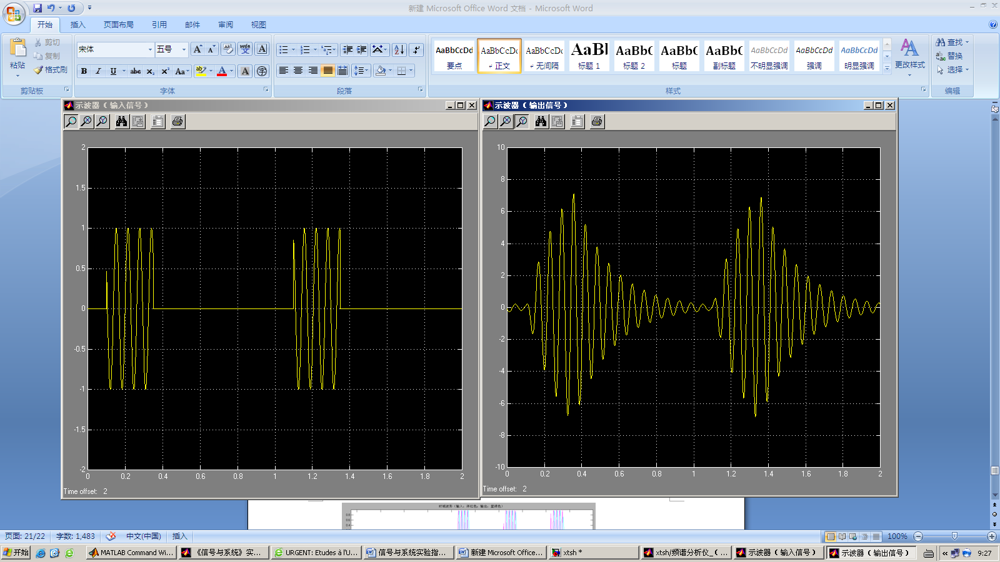 新建 Microsoft Office Word 文档 - Microsoft Word
开始 插入 页面布局 引用 邮件 审阅 视图
粘贴 剪切 复制 格式刷
宋体 五号
AaBbCcDd AaBbCcDc AaBbCcDc AaBl AaBbC AaBbC AaBbC AaBbCcDd AaBbCcDd AaBbCcDd
要点 正文 无间隔 标题 1 标题 2 标题 副标题 不明显强调 强调 明显强调
更改样式
查找
替换
选择
剪贴板 字体 段落 样式 编辑
示波器(输入信号)
2
1.5
1
0.5
0
-0.5
-1
-1.5
-2
0 0.2 0.4 0.6 0.8 1 1.2 1.4 1.6 1.8 2
Time offset: 2
示波器(输出信号)
10
8
6
4
2
0
-2
-4
-6
-8
-10
0 0.2 0.4 0.6 0.8 1 1.2 1.4 1.6 1.8 2
Time offset: 2
页面: 21/22 字数: 1,483 中文(中国) 插入 100%
开始 MATLAB Command Wi... 《信号与系统》实... URGENT: Etudes à l'U... 信号与系统实验指... 新建 Microsoft Office... xtsh * xtsh/频谱分析仪_(... 示波器(输入信号) 示波器(输出信号) 9:27